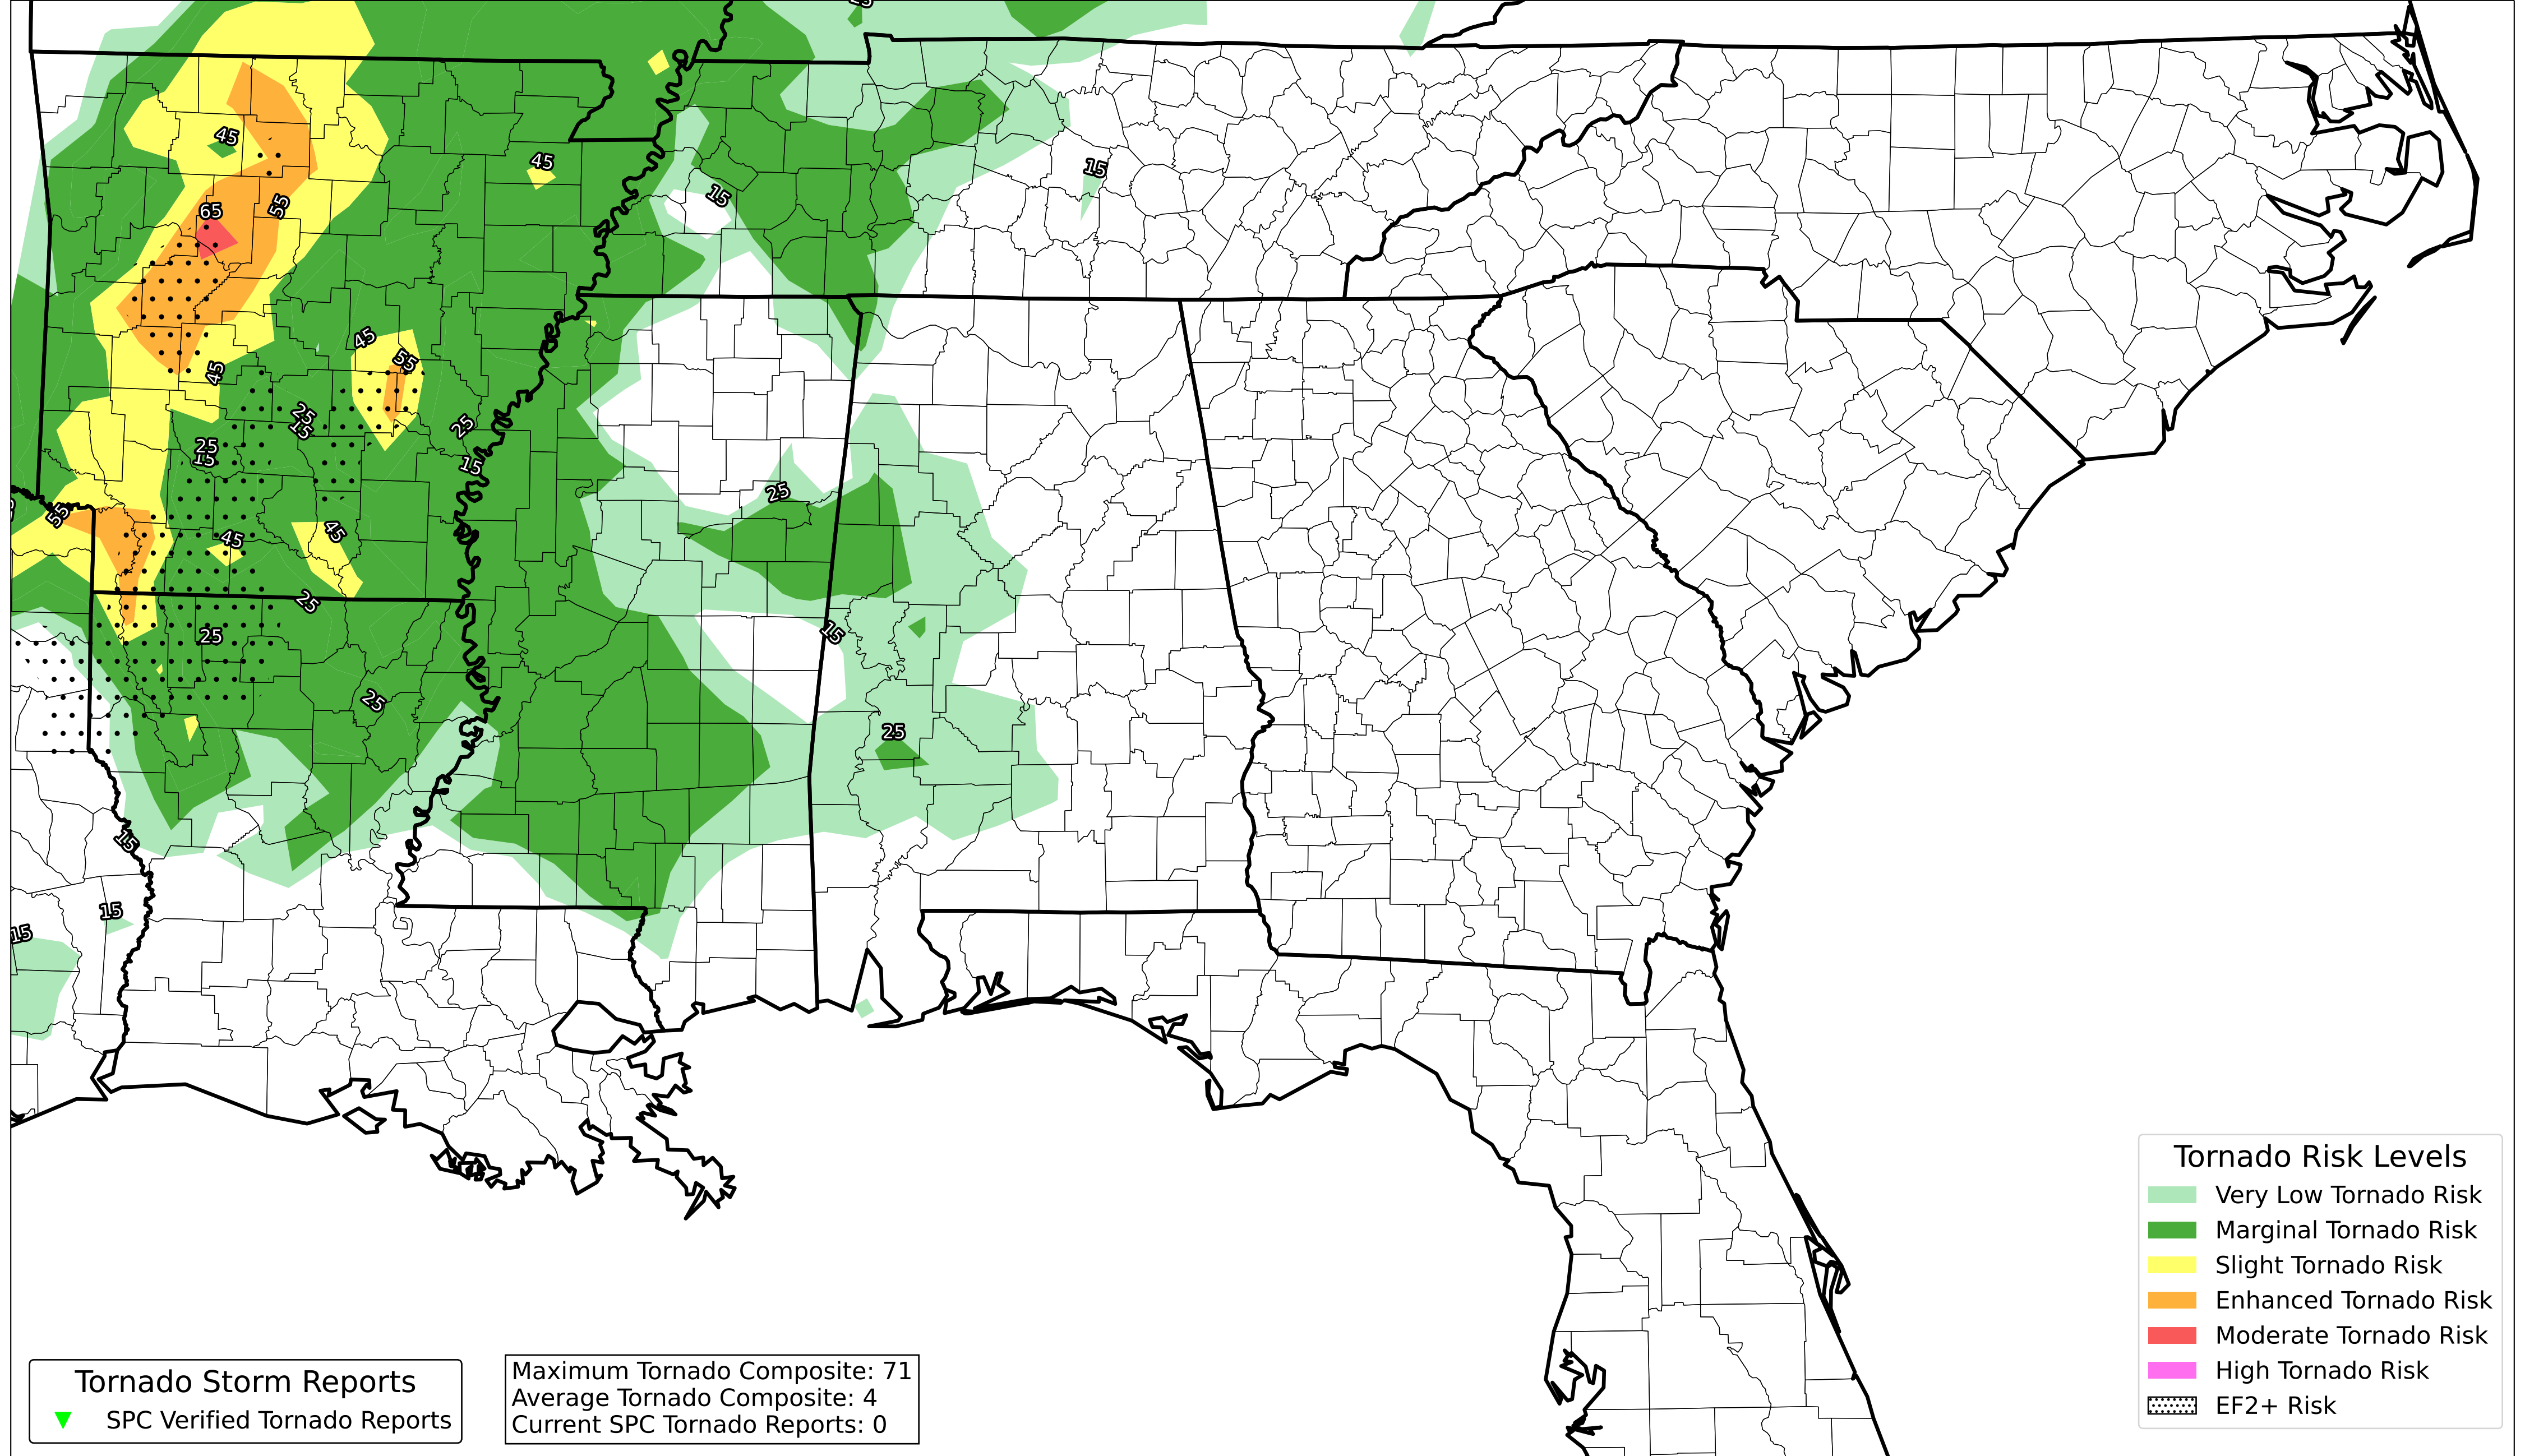 45
45
15
15
65
55
45
55
45
25
15
25
25
15
15
25
55
45
45
25
25
15
25
25
15
15
15
Tornado Risk Levels
Very Low Tornado Risk
Marginal Tornado Risk
Slight Tornado Risk
Enhanced Tornado Risk
Moderate Tornado Risk
High Tornado Risk
EF2+ Risk
Tornado Storm Reports
SPC Verified Tornado Reports
Maximum Tornado Composite: 71
Average Tornado Composite: 4
Current SPC Tornado Reports: 0